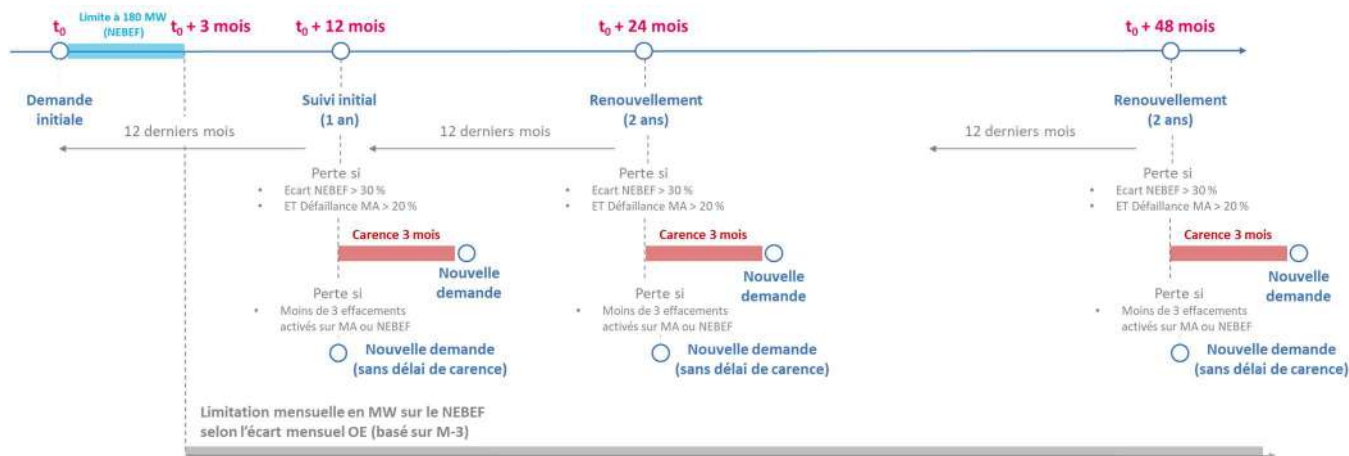 Limite à 180 MW
(NEBEF)
t0
t0 + 3 mois
t0 + 12 mois
t0 + 24 mois
t0 + 48 mois
Demande
initiale
Suivi initial
(1 an)
Renouvellement
(2 ans)
Renouvellement
(2 ans)
12 derniers mois
12 derniers mois
12 derniers mois
Perte si
• Ecart NEBEF > 30 %
• ET Défaillance MA > 20 %
Perte si
• Ecart NEBEF > 30 %
• ET Défaillance MA > 20 %
Perte si
• Ecart NEBEF > 30 %
• ET Défaillance MA > 20 %
Carence 3 mois
Carence 3 mois
Carence 3 mois
Nouvelle
demande
Nouvelle
demande
Nouvelle
demande
Perte si
• Moins de 3 effacements
activés sur MA ou NEBEF
Perte si
• Moins de 3 effacements
activés sur MA ou NEBEF
Perte si
• Moins de 3 effacements
activés sur MA ou NEBEF
Nouvelle demande
(sans délai de carence)
Nouvelle demande
(sans délai de carence)
Nouvelle demande
(sans délai de carence)
Limitation mensuelle en MW sur le NEBEF
selon l'écart mensuel OE (basé sur M-3)